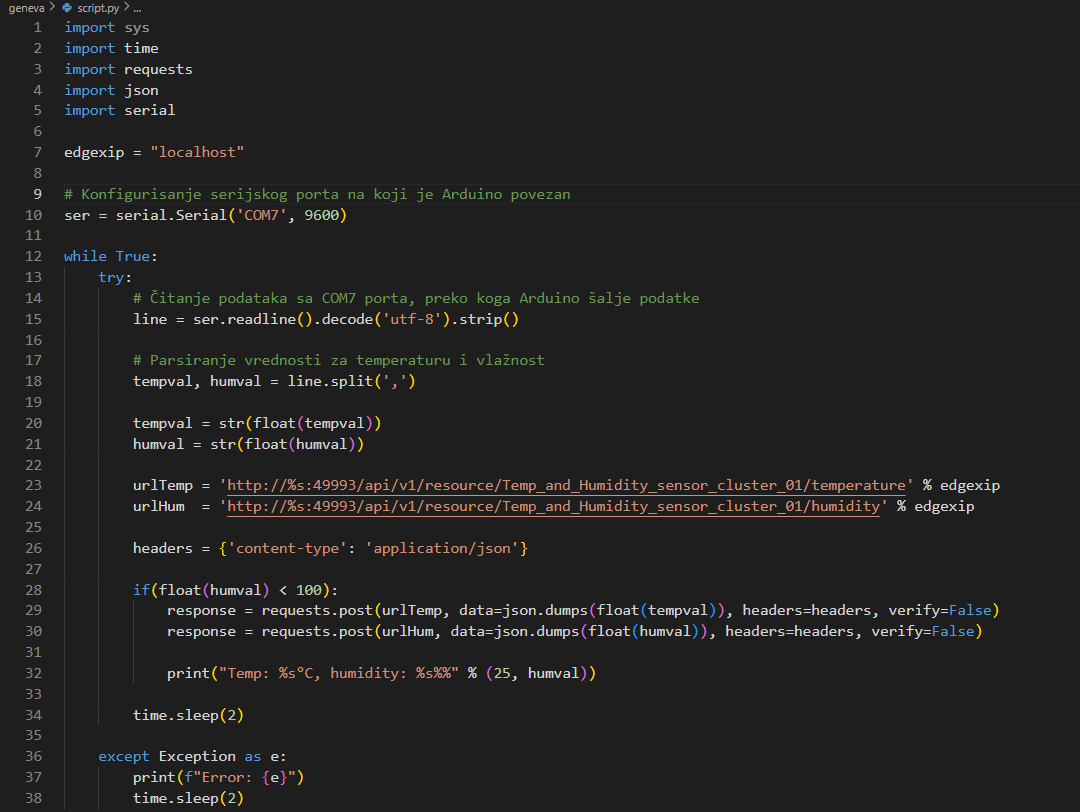 geneva > script.py > ...
1 import sys
2 import time
3 import requests
4 import json
5 import serial
6
7 edgexip = "localhost"
8
9 # Konfigurisanje serijskog porta na koji je Arduino povezan
10 ser = serial.Serial('COM7', 9600)
11
12 while True:
13     try:
14         # Čitanje podataka sa COM7 porta, preko koga Arduino šalje podatke
15         line = ser.readline().decode('utf-8').strip()
16
17         # Parsiranje vrednosti za temperaturu i vlažnost
18         tempval, humval = line.split(',')
19
20         tempval = str(float(tempval))
21         humval = str(float(humval))
22
23         urlTemp = 'http://%s:49993/api/v1/resource/Temp_and_Humidity_sensor_cluster_01/temperature' % edgexip
24         urlHum  = 'http://%s:49993/api/v1/resource/Temp_and_Humidity_sensor_cluster_01/humidity' % edgexip
25
26         headers = {'content-type': 'application/json'}
27
28         if(float(humval) < 100):
29             response = requests.post(urlTemp, data=json.dumps(float(tempval)), headers=headers, verify=False)
30             response = requests.post(urlHum, data=json.dumps(float(humval)), headers=headers, verify=False)
31
32             print("Temp: %s°C, humidity: %s%%" % (25, humval))
33
34         time.sleep(2)
35
36     except Exception as e:
37         print(f"Error: {e}")
38         time.sleep(2)